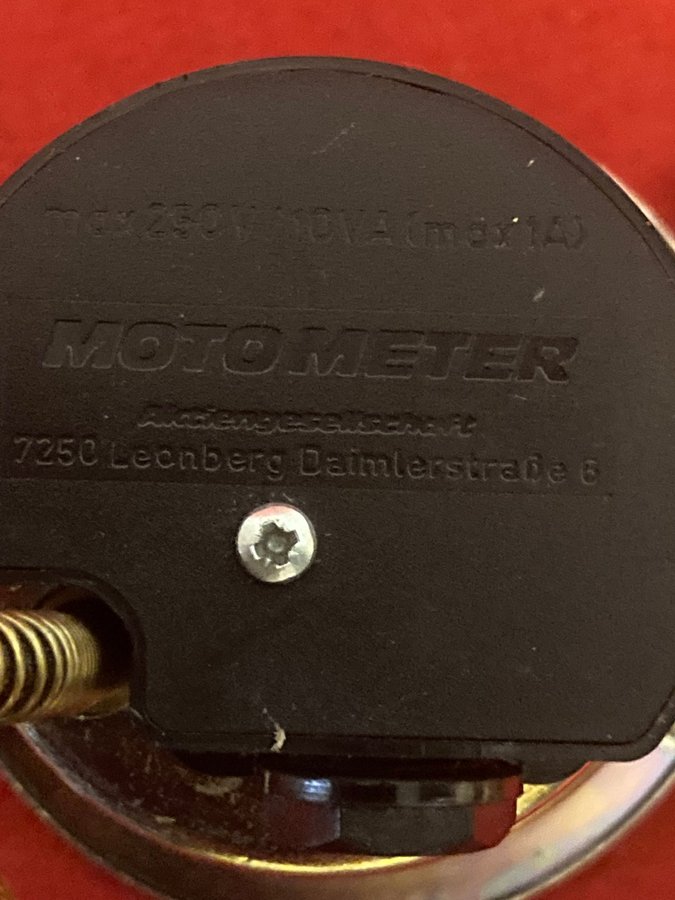 max 250V/10VA (max 1A)
MOTOMETER
Aktiengesellschaft
7250 Leonberg Daimlerstraße 6